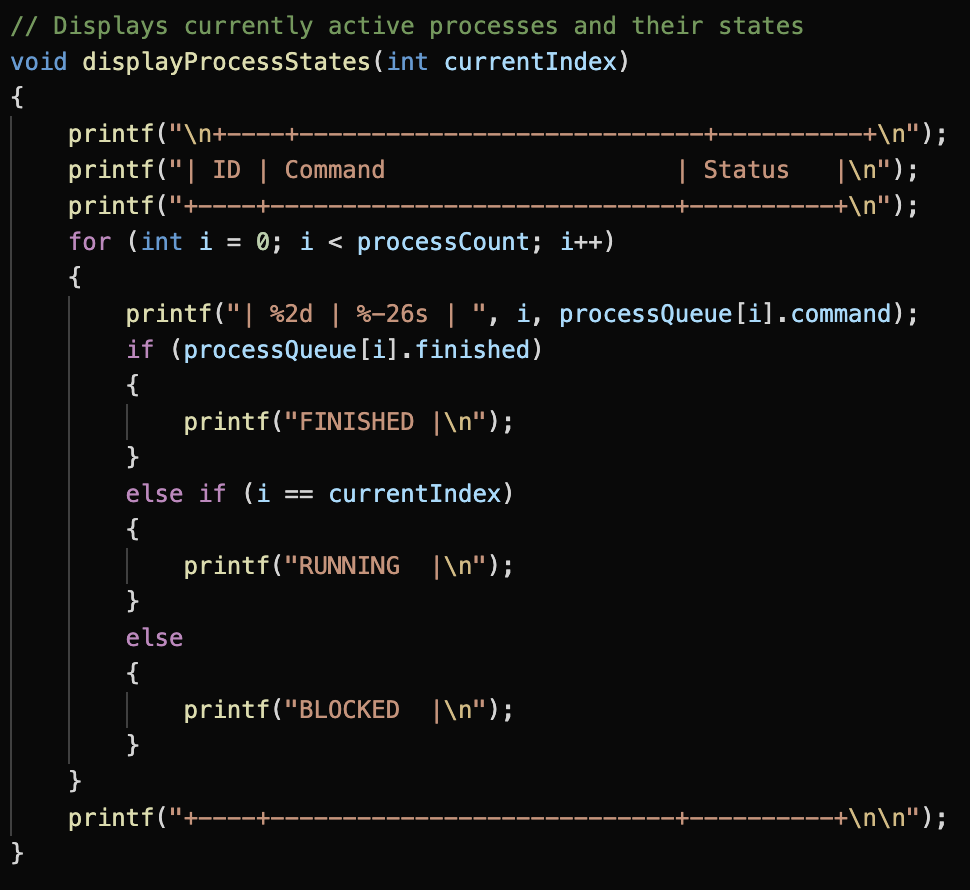 // Displays currently active processes and their states
void displayProcessStates(int currentIndex)
{
    printf("\n+----+----------------------------+----------+\n");
    printf("| ID | Command                    | Status   |\n");
    printf("+----+----------------------------+----------+\n");
    for (int i = 0; i < processCount; i++)
    {
        printf("| %2d | %-26s | ", i, processQueue[i].command);
        if (processQueue[i].finished)
        {
            printf("FINISHED |\n");
        }
        else if (i == currentIndex)
        {
            printf("RUNNING  |\n");
        }
        else
        {
            printf("BLOCKED  |\n");
        }
    }
    printf("+----+----------------------------+----------+\n\n");
}